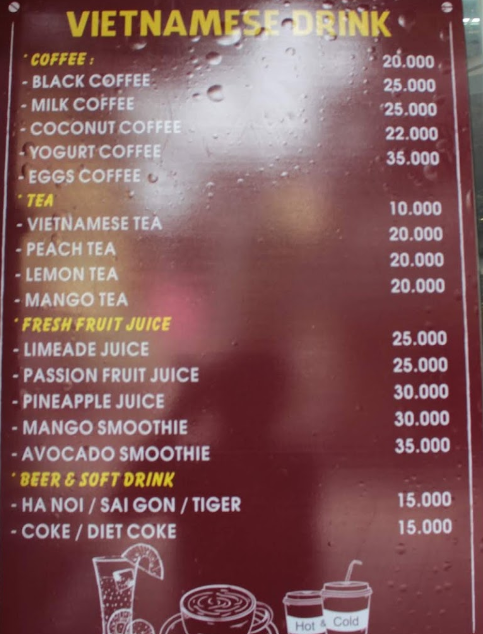 VIETNAMESE DRINK
* COFFEE :
- BLACK COFFEE 20.000
- MILK COFFEE 25.000
- COCONUT COFFEE 25.000
- YOGURT COFFEE 22.000
- EGGS COFFEE 35.000
* TEA
- VIETNAMESE TEA 10.000
- PEACH TEA 20.000
- LEMON TEA 20.000
- MANGO TEA 20.000
* FRESH FRUIT JUICE
- LIMEADE JUICE 25.000
- PASSION FRUIT JUICE 25.000
- PINEAPPLE JUICE 30.000
- MANGO SMOOTHIE 30.000
- AVOCADO SMOOTHIE 35.000
* BEER & SOFT DRINK
- HA NOI / SAI GON / TIGER 15.000
- COKE / DIET COKE 15.000
Hot & Cold